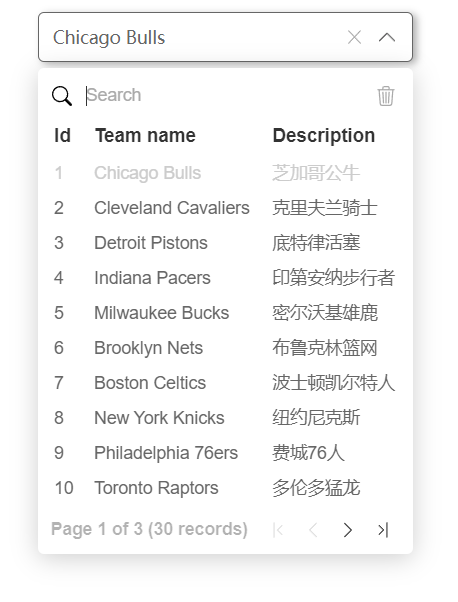 Chicago Bulls
Search
Id Team name Description
1 Chicago Bulls 芝加哥公牛
2 Cleveland Cavaliers 克里夫兰骑士
3 Detroit Pistons 底特律活塞
4 Indiana Pacers 印第安纳步行者
5 Milwaukee Bucks 密尔沃基雄鹿
6 Brooklyn Nets 布鲁克林篮网
7 Boston Celtics 波士顿凯尔特人
8 New York Knicks 纽约尼克斯
9 Philadelphia 76ers 费城76人
10 Toronto Raptors 多伦多猛龙
Page 1 of 3 (30 records)